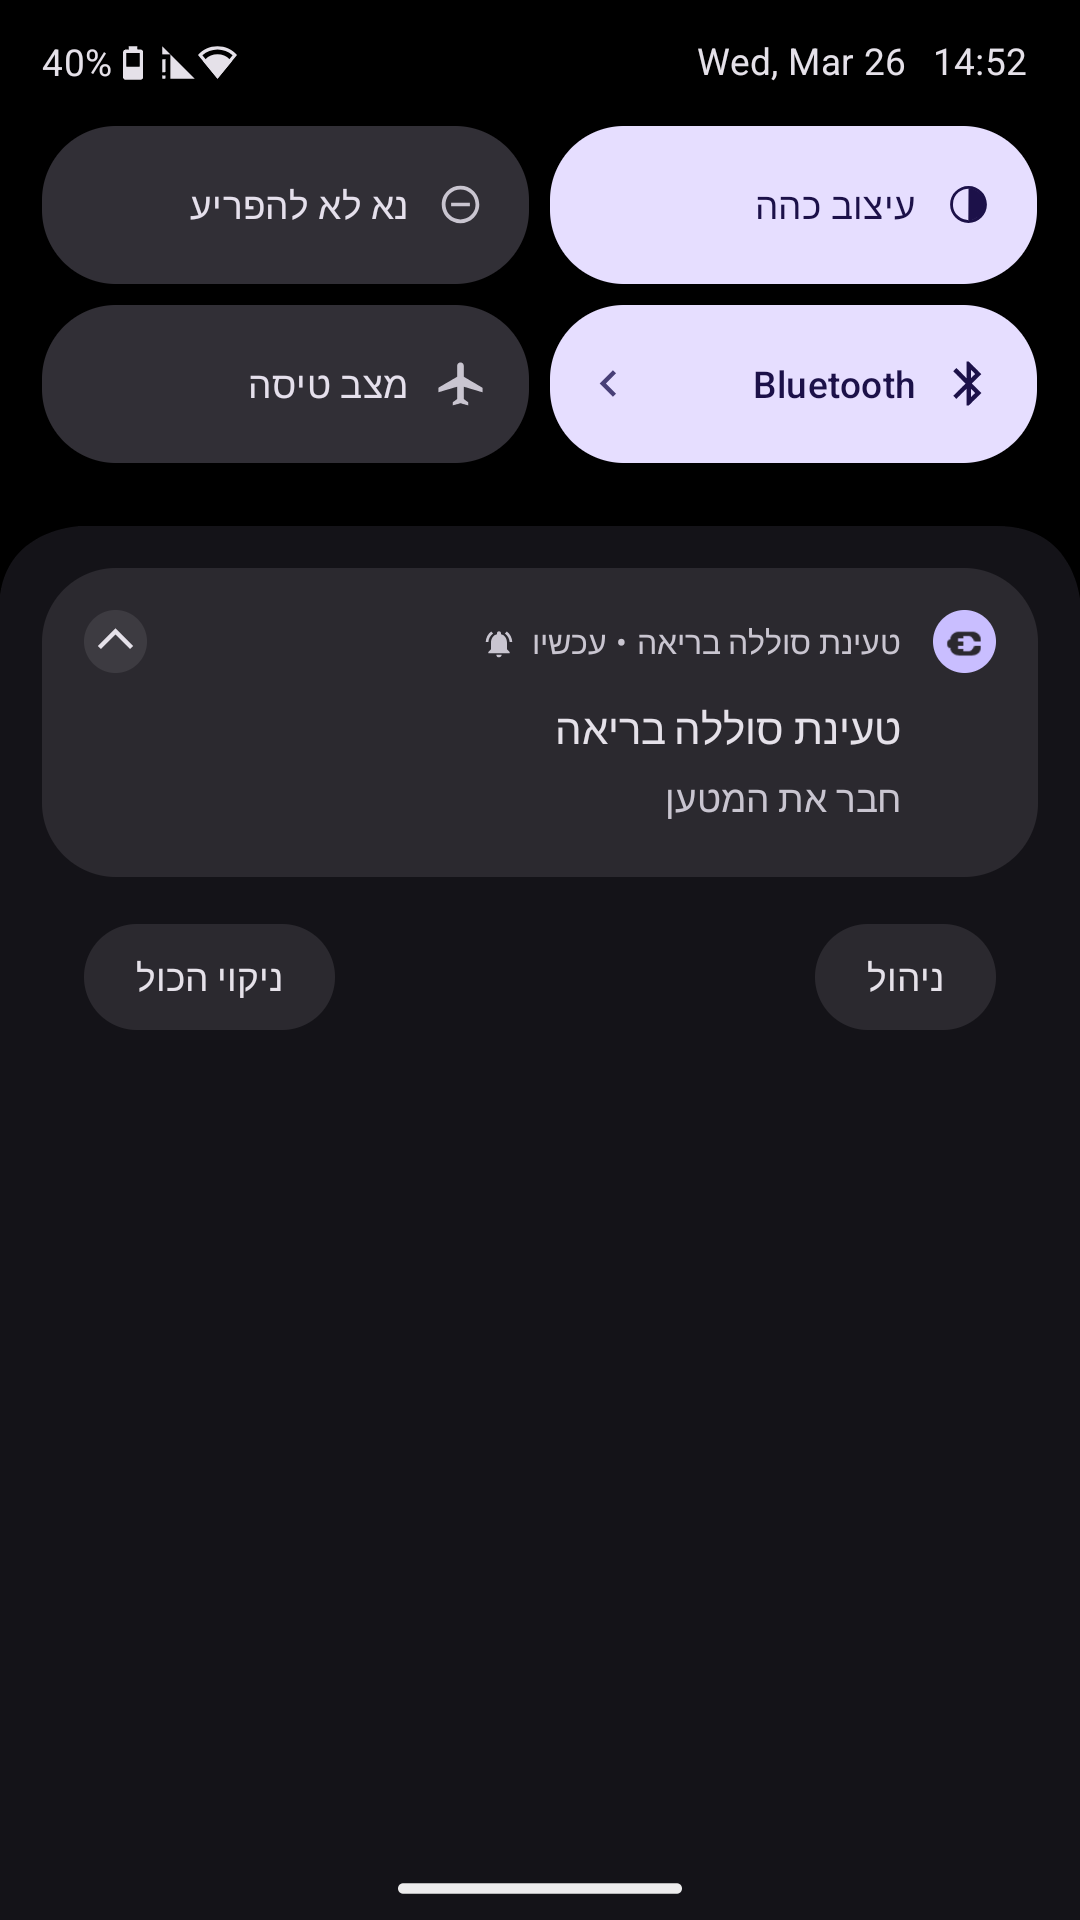 40%
Wed, Mar 26 14:52
עיצוב כהה
נא לא להפריע
Bluetooth
מצב טיסה
טעינת סוללה בריאה • עכשיו
טעינת סוללה בריאה
חבר את המטען
ניהול
ניקוי הכול